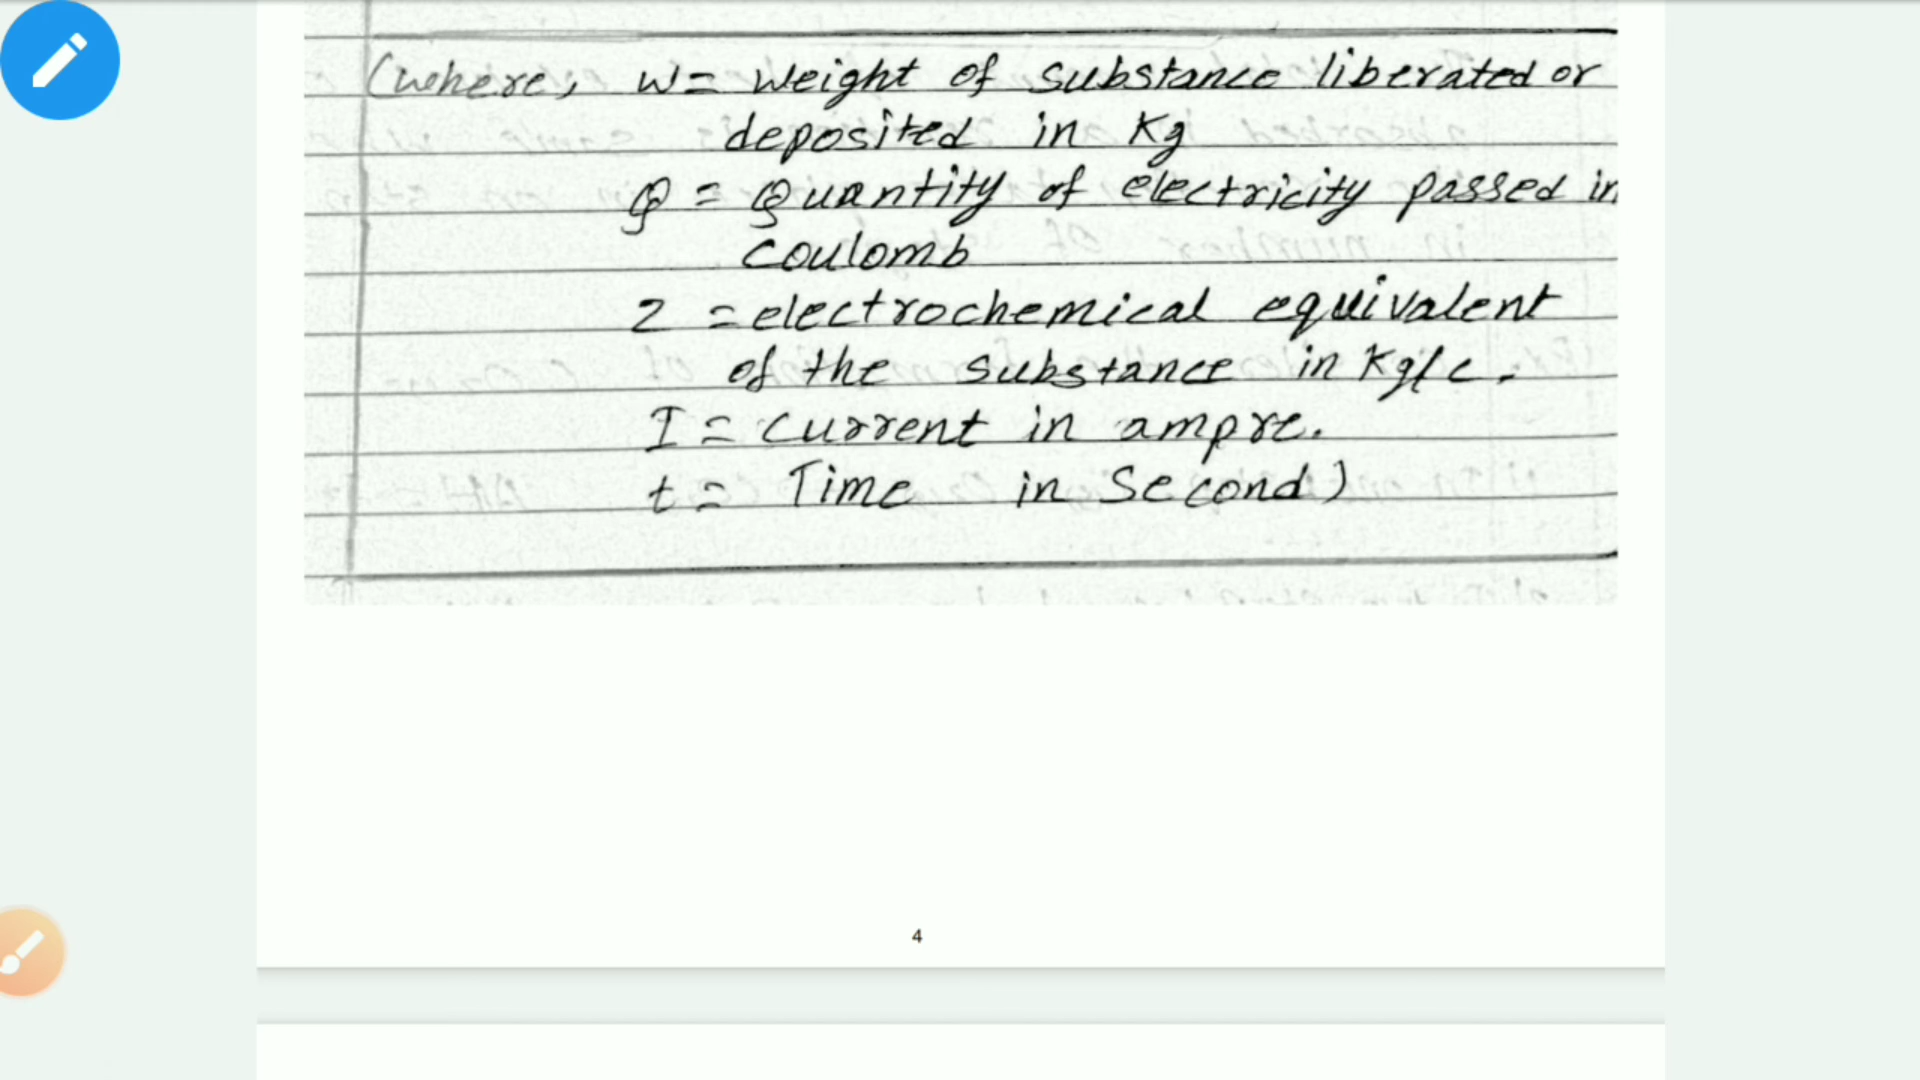 (where, w = weight of substance liberated or
deposited in Kg
Q = Quantity of electricity passed in
coulomb
Z = electrochemical equivalent
of the substance in Kg/c.
I = Current in ampre.
t = Time in Second)
4